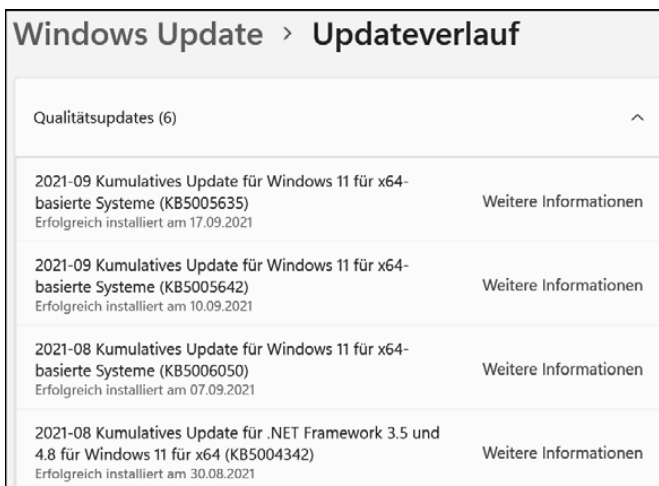 Windows Update > Updateverlauf
Qualitätsupdates (6)
2021-09 Kumulatives Update für Windows 11 für x64-
basierte Systeme (KB5005635)
Erfolgreich installiert am 17.09.2021
Weitere Informationen
2021-09 Kumulatives Update für Windows 11 für x64-
basierte Systeme (KB5005642)
Erfolgreich installiert am 10.09.2021
Weitere Informationen
2021-08 Kumulatives Update für Windows 11 für x64-
basierte Systeme (KB5006050)
Erfolgreich installiert am 07.09.2021
Weitere Informationen
2021-08 Kumulatives Update für .NET Framework 3.5 und
4.8 für Windows 11 für x64 (KB5004342)
Erfolgreich installiert am 30.08.2021
Weitere Informationen